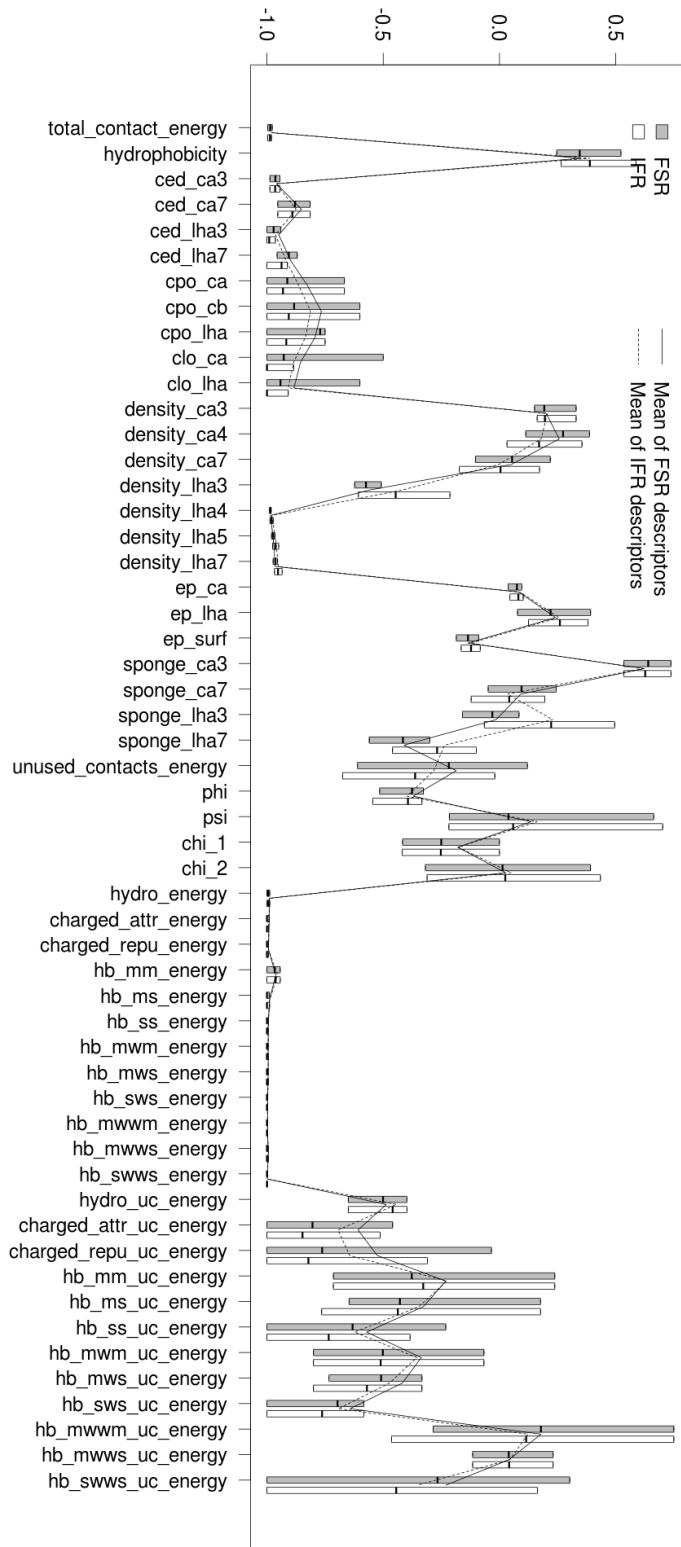 -1.0
-0.5
0.0
0.5
FSR
IFR
Mean of FSR descriptors
Mean of IFR descriptors
total_contact_energy
hydrophobicity
ced_ca3
ced_ca7
ced_lha3
ced_lha7
cpo_ca
cpo_cb
cpo_lha
clo_ca
clo_lha
density_ca3
density_ca4
density_ca7
density_lha3
density_lha4
density_lha5
density_lha7
ep_ca
ep_lha
ep_surf
sponge_ca3
sponge_ca7
sponge_lha3
sponge_lha7
unused_contacts_energy
phi
psi
chi_1
chi_2
hydro_energy
charged_attr_energy
charged_repu_energy
hb_mm_energy
hb_ms_energy
hb_ss_energy
hb_mwm_energy
hb_mws_energy
hb_sws_energy
hb_mwwm_energy
hb_mwws_energy
hb_swws_energy
hydro_uc_energy
charged_attr_uc_energy
charged_repu_uc_energy
hb_mm_uc_energy
hb_ms_uc_energy
hb_ss_uc_energy
hb_mwm_uc_energy
hb_mws_uc_energy
hb_sws_uc_energy
hb_mwwm_uc_energy
hb_mwws_uc_energy
hb_swws_uc_energy